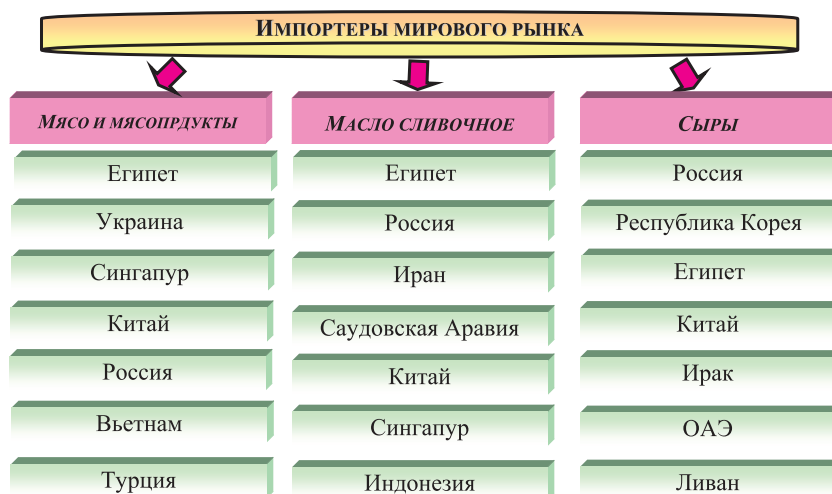 ИМПОРТЕРЫ МИРОВОГО РЫНКА
МЯСО И МЯСОПРДУКТЫ
Египет
Украина
Сингапур
Китай
Россия
Вьетнам
Турция
МАСЛО СЛИВОЧНОЕ
Египет
Россия
Иран
Саудовская Аравия
Китай
Сингапур
Индонезия
СЫРЫ
Россия
Республика Корея
Египет
Китай
Ирак
ОАЭ
Ливан